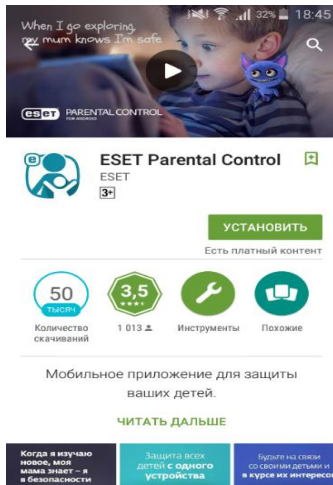 When I go exploring,
my mum knows I'm safe
32% 18:45
eset PARENTAL CONTROL
FOR ANDROID
ESET Parental Control
ESET
3+
УСТАНОВИТЬ
Есть платный контент
50
ТЫСЯЧ
3,5
1 013
Количество
скачиваний
Инструменты
Похожие
Мобильное приложение для защиты
ваших детей.
ЧИТАТЬ ДАЛЬШЕ
Когда я изучаю
новое, моя
мама знает – я
в безопасности
Защита всех
детей с одного
устройства
Будьте на связи
со своими детьми и
в курсе их интересо